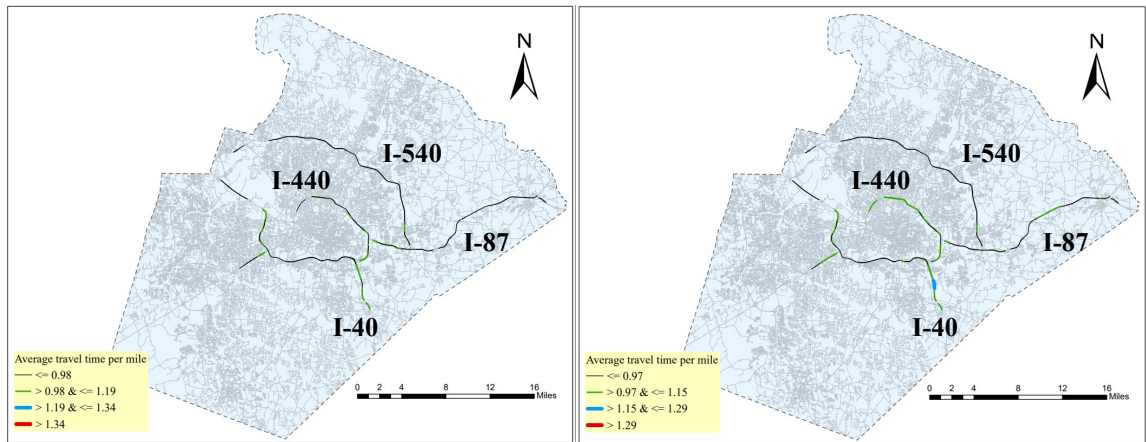 N
I-540
I-440
I-87
I-40
Average travel time per mile
<= 0.98
> 0.98 & <= 1.19
> 1.19 & <= 1.34
> 1.34
0 2 4 8 12 16
Miles
N
I-540
I-440
I-87
I-40
Average travel time per mile
<= 0.97
> 0.97 & <= 1.15
> 1.15 & <= 1.29
> 1.29
0 2 4 8 12 16
Miles